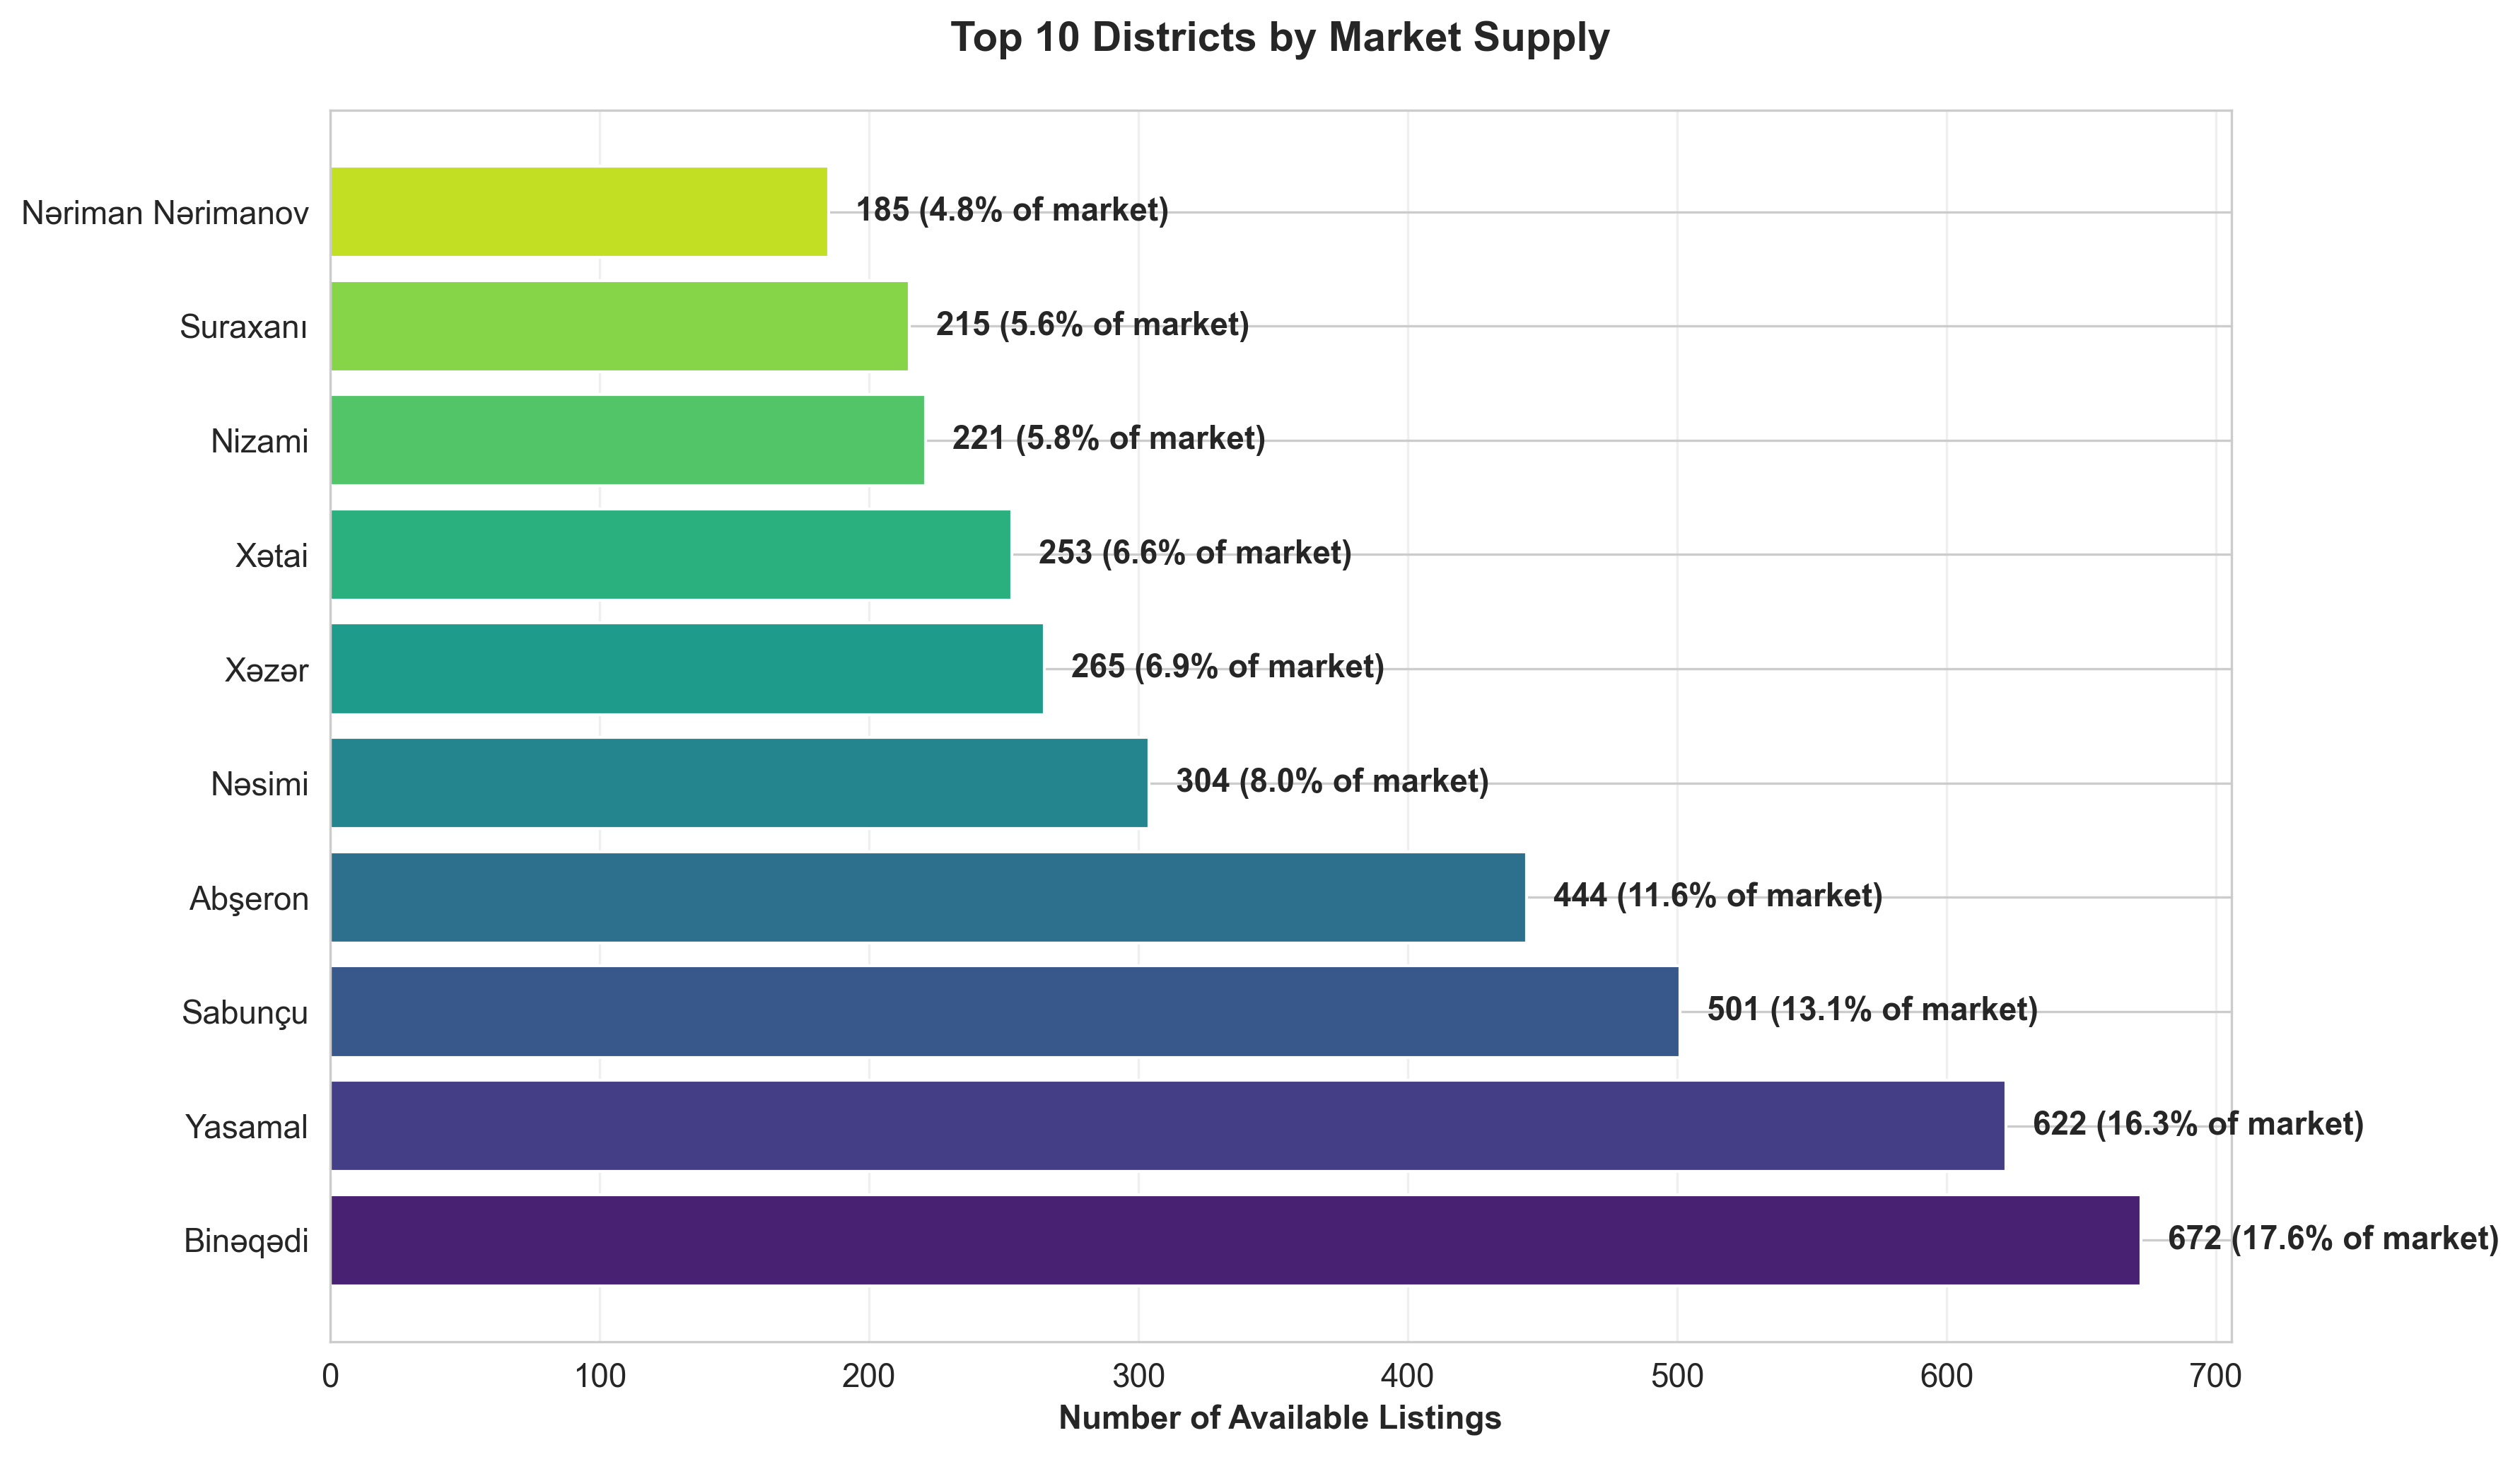 Top 10 Districts by Market Supply
Nəriman Nərimanov 185 (4.8% of market)
Suraxanı 215 (5.6% of market)
Nizami 221 (5.8% of market)
Xətai 253 (6.6% of market)
Xəzər 265 (6.9% of market)
Nəsimi 304 (8.0% of market)
Abşeron 444 (11.6% of market)
Sabunçu 501 (13.1% of market)
Yasamal 622 (16.3% of market)
Binəqədi 672 (17.6% of market)
0 100 200 300 400 500 600 700
Number of Available Listings